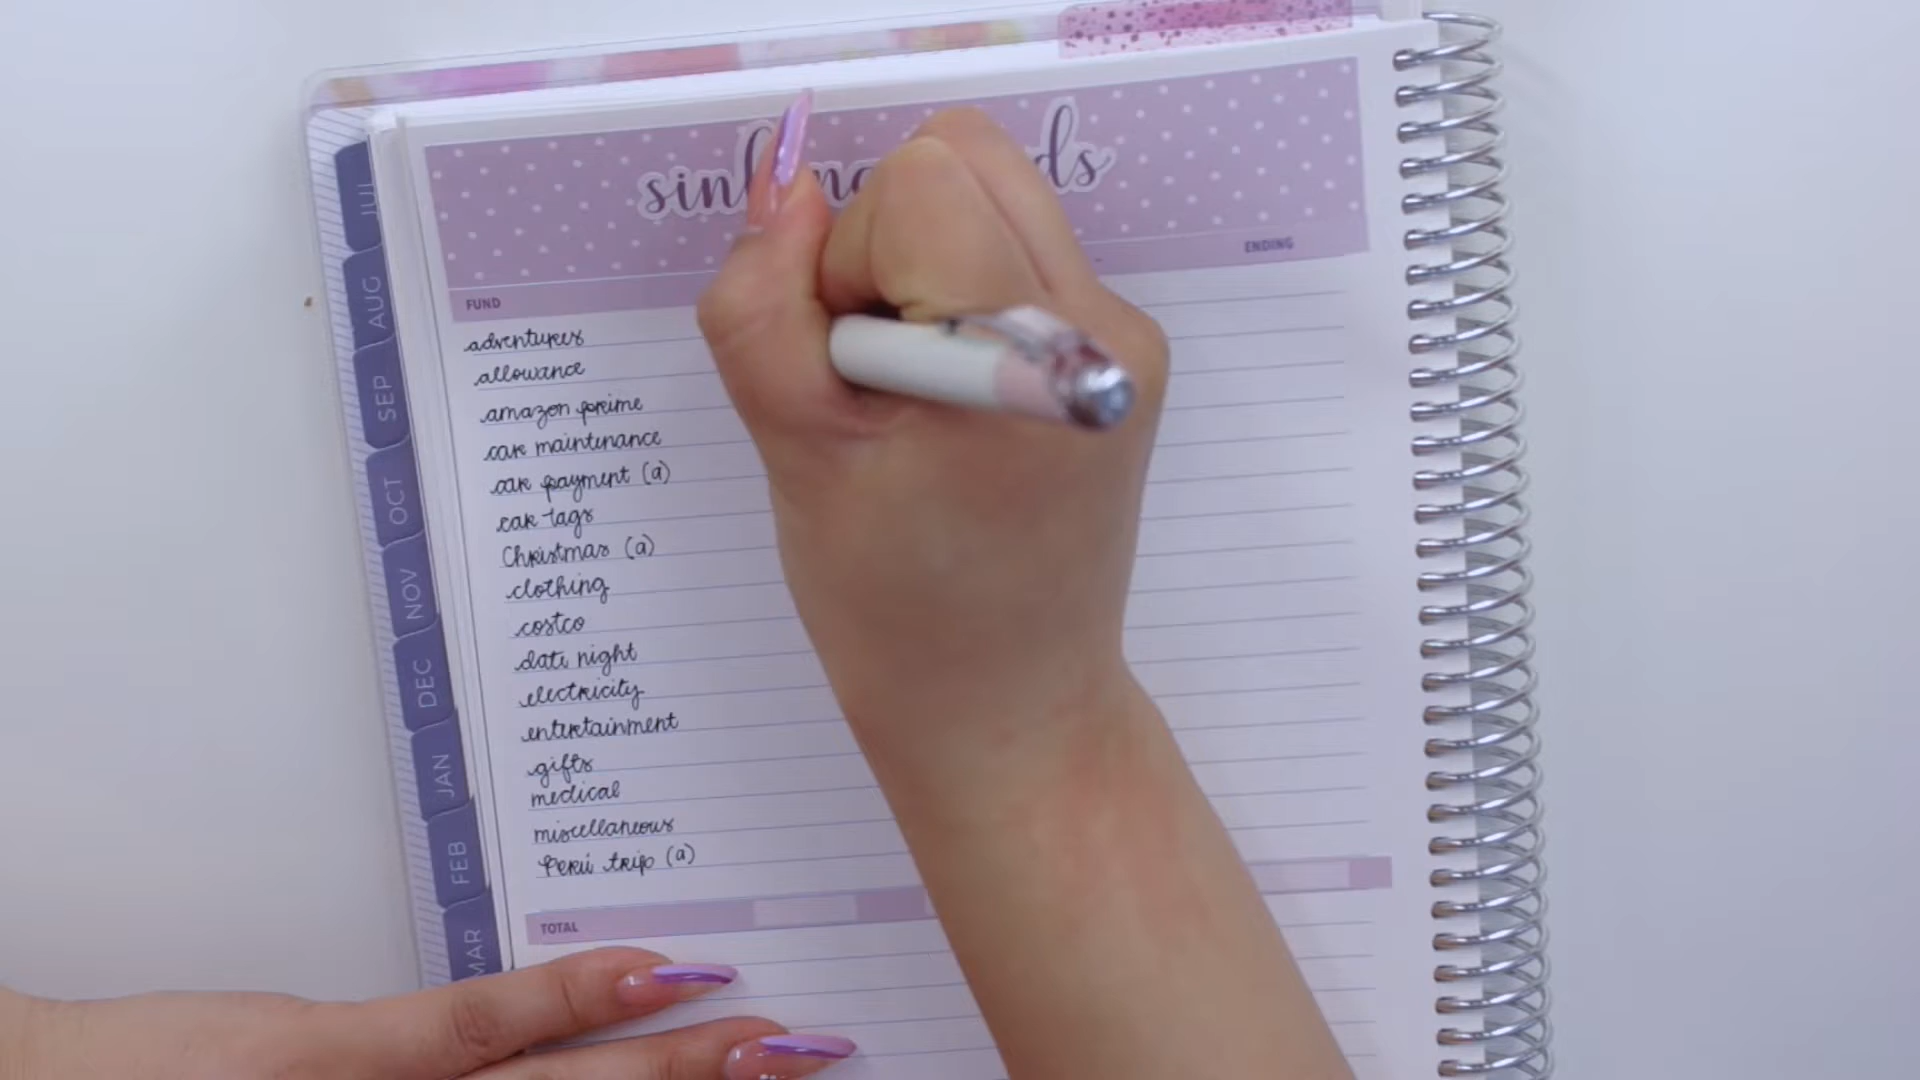 JUL
AUG
SEP
OCT
NOV
DEC
JAN
FEB
MAR
FUND
ENDING
adventures
allowance
amazon prime
car maintenance
car payment (a)
car tags
Christmas (a)
clothing
costco
date night
electricity
entertainment
gifts
medical
miscellaneous
Perú trip (a)
TOTAL